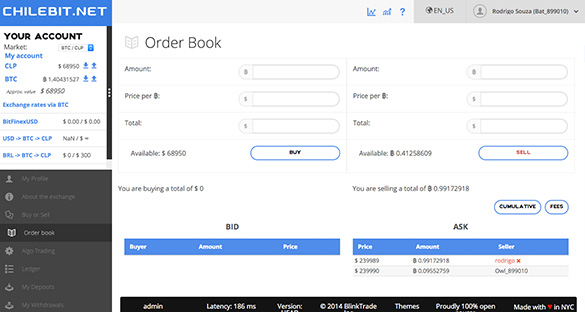 CHILEBIT.NET
EN_US
Rodrigo Souza (Bat_899010)
YOUR ACCOUNT
Market: BTC / CLP
My account
CLP $ 68950
BTC ฿ 1,40431527
Approx. value $ 68950
Exchange rates via BTC
BitFinexUSD $ 0.00 / $ 0.00
USD -> BTC -> CLP NaN / $ ∞
BRL -> BTC -> CLP $ 0 / $ 300
My Profile
About the exchange
Buy or Sell
Order book
Algo Trading
Ledger
My Deposits
My Withdrawals
Order Book
Amount: ฿
Price per ฿: $
Total: $
Available: $ 68950 BUY
Amount: ฿
Price per ฿: $
Total: $
Available: ฿ 0.41258609 SELL
You are buying a total of $ 0
You are selling a total of ฿ 0.99172918
CUMULATIVE FEES
BID
Buyer Amount Price
ASK
Price Amount Seller
$ 239989 ฿ 0.99172918 rodrigo ×
$ 239990 ฿ 0.09552759 Owl_899010
admin Latency: 186 ms Version: © 2014 BlinkTrade Themes Proudly 100% open Made with ♥ in NYC